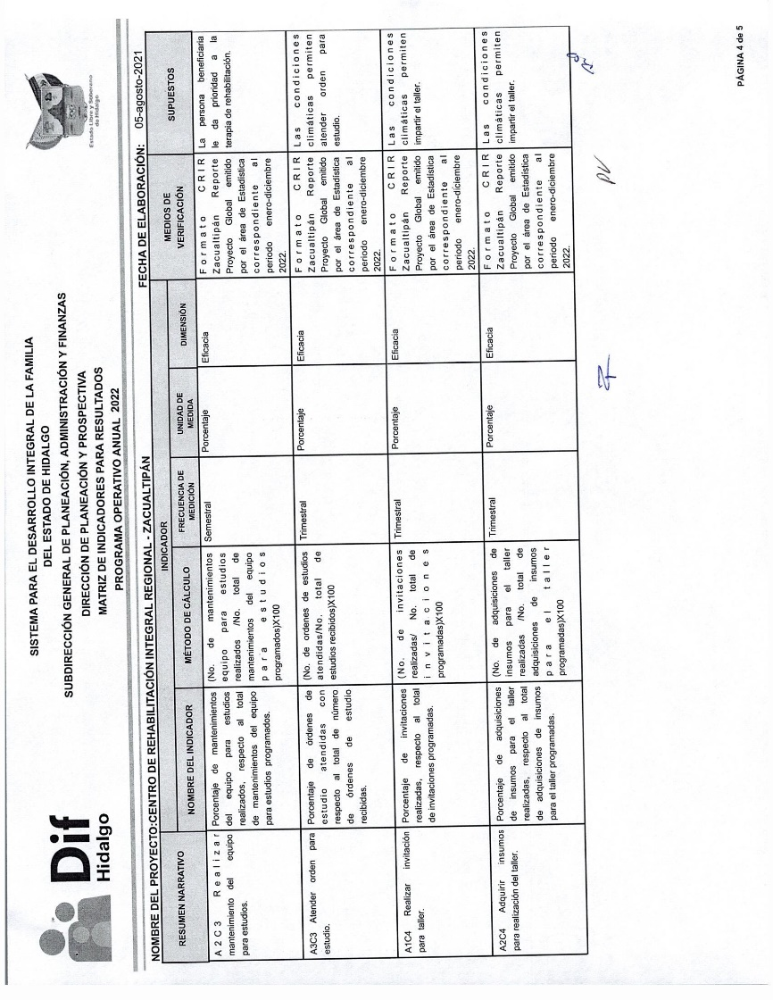 SISTEMA PARA EL DESARROLLO INTEGRAL DE LA FAMILIA
DEL ESTADO DE HIDALGO
SUBDIRECCIÓN GENERAL DE PLANEACIÓN, ADMINISTRACIÓN Y FINANZAS
DIRECCIÓN DE PLANEACIÓN Y PROSPECTIVA
MATRIZ DE INDICADORES PARA RESULTADOS
PROGRAMA OPERATIVO ANUAL 2022
Dif
Hidalgo
Estado Libre y Soberano
de Hidalgo
NOMBRE DEL PROYECTO:CENTRO DE REHABILITACIÓN INTEGRAL REGIONAL - ZACUALTIPÁN
FECHA DE ELABORACIÓN: 05-agosto-2021
RESUMEN NARRATIVO
INDICADOR
NOMBRE DEL INDICADOR
MÉTODO DE CÁLCULO
FRECUENCIA DE
MEDICIÓN
UNIDAD DE
MEDIDA
DIMENSIÓN
MEDIOS DE
VERIFICACIÓN
SUPUESTOS
A2C3 Realizar
mantenimiento del equipo
para estudios.
Porcentaje de mantenimientos
del equipo para estudios
realizados, respecto al total
de mantenimientos del equipo
para estudios programados.
(No. de mantenimientos
equipo para estudios
realizados /No. total de
mantenimientos del equipo
para estudios
programados)X100
Semestral
Porcentaje
Eficacia
Formato CRIR
Zacualtipán Reporte
Proyecto Global emitido
por el área de Estadística
correspondiente al
periodo enero-diciembre
2022.
La persona beneficiaria
le da prioridad a la
terapia de rehabilitación.
A3C3 Atender orden para
estudio.
Porcentaje de órdenes de
estudio atendidas con
respecto al total de número
de órdenes de estudio
recibidas.
(No. de ordenes de estudios
atendidas/No. total de
estudios recibidos)X100
Trimestral
Porcentaje
Eficacia
Formato CRIR
Zacualtipán Reporte
Proyecto Global emitido
por el área de Estadística
correspondiente al
periodo enero-diciembre
2022.
Las condiciones
climáticas permiten
atender orden para
estudio.
A1C4 Realizar invitación
para taller.
Porcentaje de invitaciones
realizadas, respecto al total
de invitaciones programadas.
(No. de invitaciones
realizadas/ No. total de
invitaciones
programadas)X100
Trimestral
Porcentaje
Eficacia
Formato CRIR
Zacualtipán Reporte
Proyecto Global emitido
por el área de Estadística
correspondiente al
periodo enero-diciembre
2022.
Las condiciones
climáticas permiten
impartir el taller.
A2C4 Adquirir insumos
para realización del taller.
Porcentaje de adquisiciones
de insumos para el taller
realizadas, respecto al total
de adquisiciones de insumos
para el taller programadas.
(No. de adquisiciones de
insumos para el taller
realizadas /No. total de
adquisiciones de insumos
para el taller
programadas)X100
Trimestral
Porcentaje
Eficacia
Formato CRIR
Zacualtipán Reporte
Proyecto Global emitido
por el área de Estadística
correspondiente al
periodo enero-diciembre
2022.
Las condiciones
climáticas permiten
impartir el taller.
PÁGINA 4 de 5